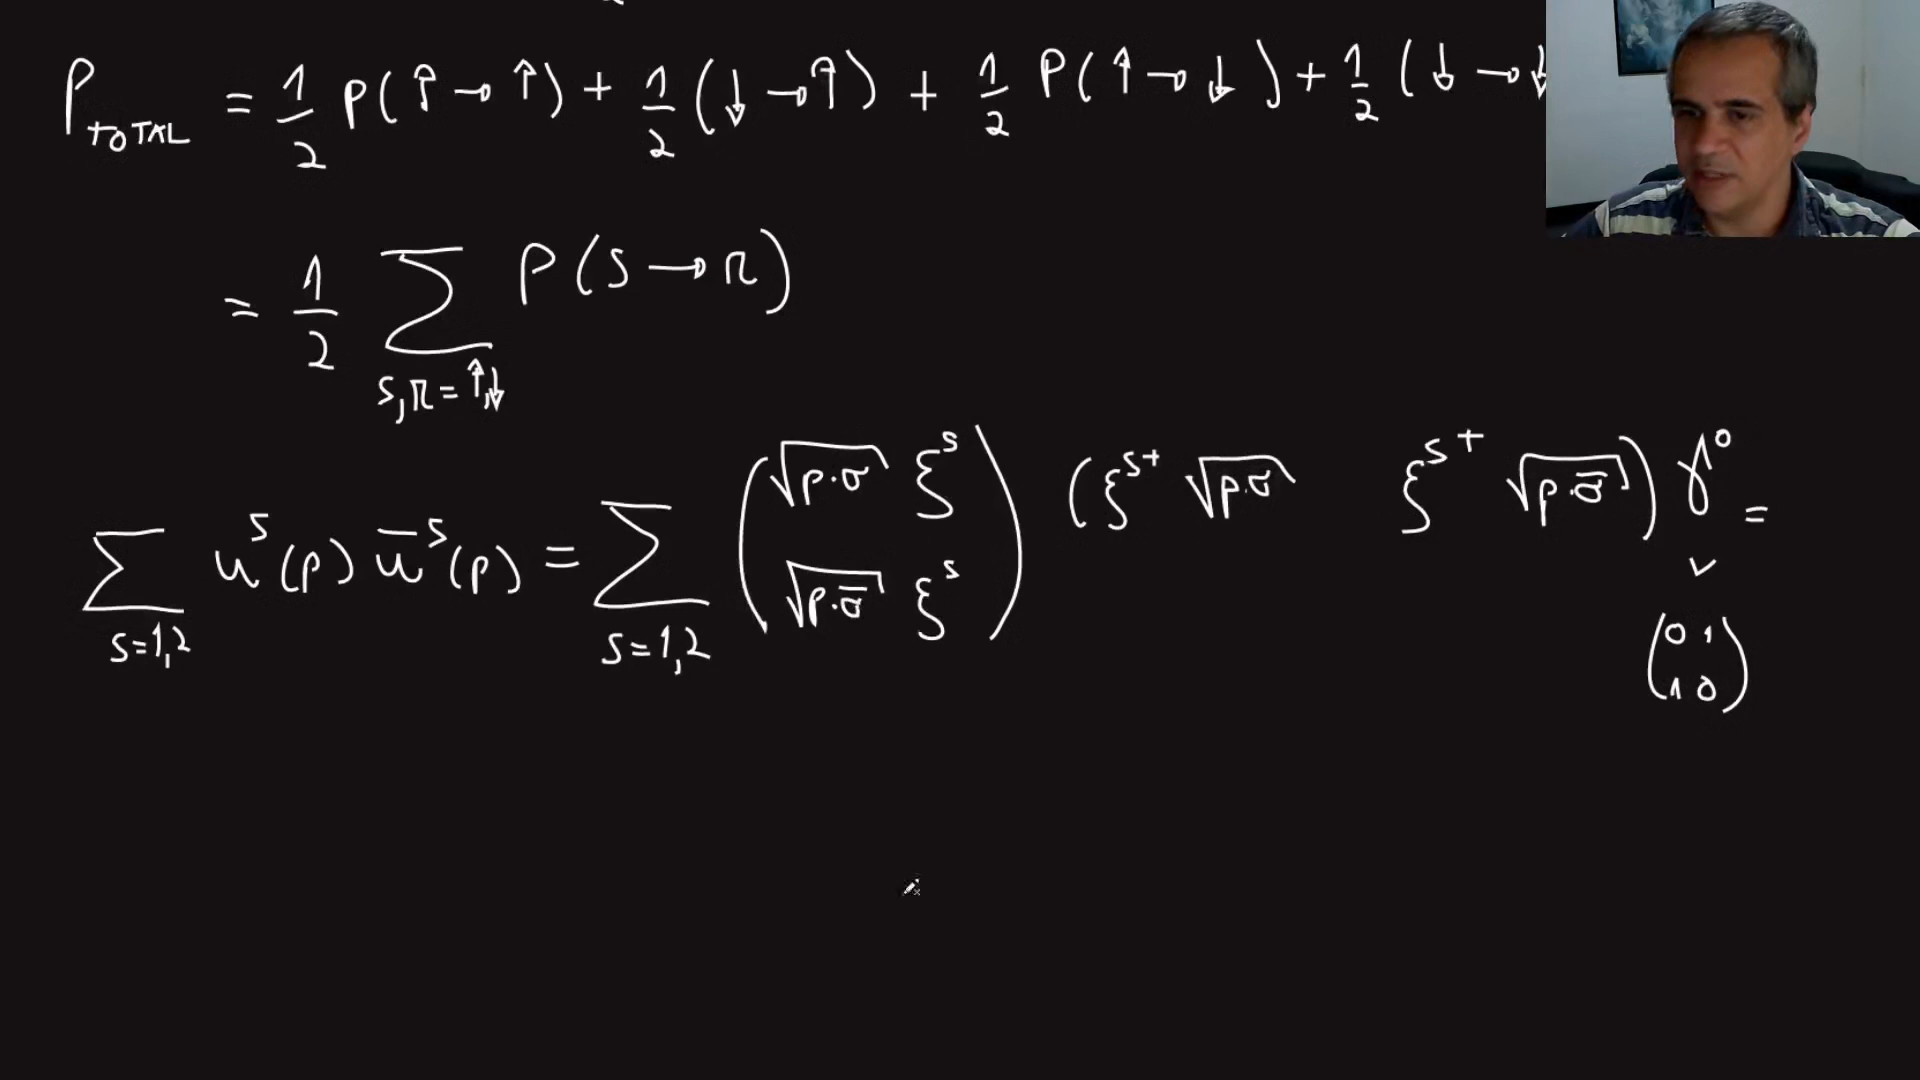 P_TOTAL = 1/2 P(↑→↑) + 1/2 (↓→↑) + 1/2 P(↑→↓) + 1/2 (↓→↓
= 1/2 ∑_{s,r=↑↓} P(s→r)
∑_{s=1,2} u^s(p) ū^s(p) = ∑_{s=1,2} (√(p·σ) ξ^s ; √(p·σ̄) ξ^s) (ξ^{s†} √(p·σ)  ξ^{s†} √(p·σ̄)) γ^0 =
(0 1
1 0)